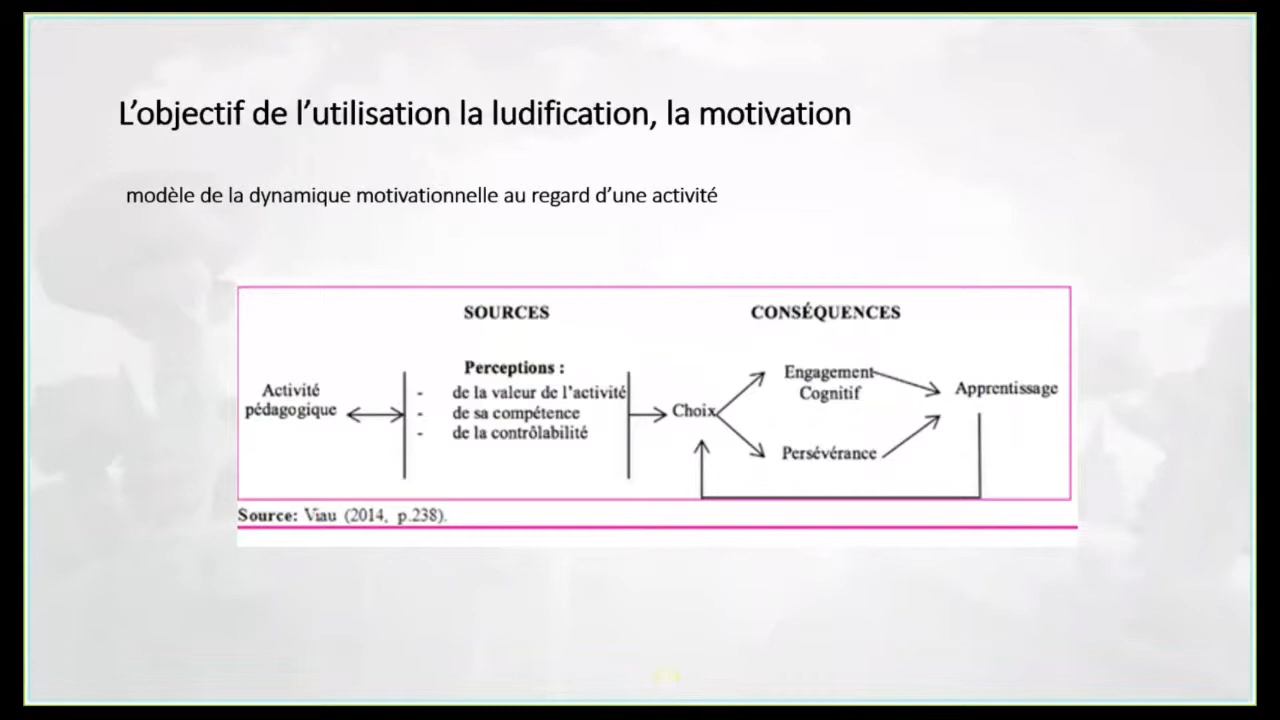 L’objectif de l’utilisation la ludification, la motivation
modèle de la dynamique motivationnelle au regard d’une activité
SOURCES
CONSÉQUENCES
Activité
pédagogique
Perceptions :
- de la valeur de l’activité
- de sa compétence
- de la contrôlabilité
Choix
Engagement
Cognitif
Persévérance
Apprentissage
Source: Viau (2014, p.238).